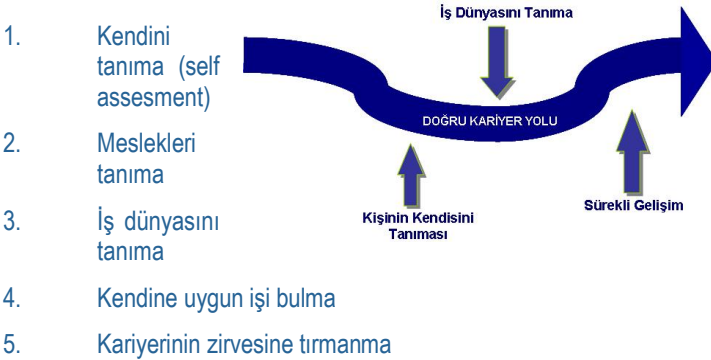 1. Kendini
tanıma (self
assesment)
2. Meslekleri
tanıma
3. İş dünyasını
tanıma
4. Kendine uygun işi bulma
5. Kariyerinin zirvesine tırmanma
İş Dünyasını Tanıma
DOĞRU KARİYER YOLU
Kişinin Kendisini
Tanıması
Sürekli Gelişim